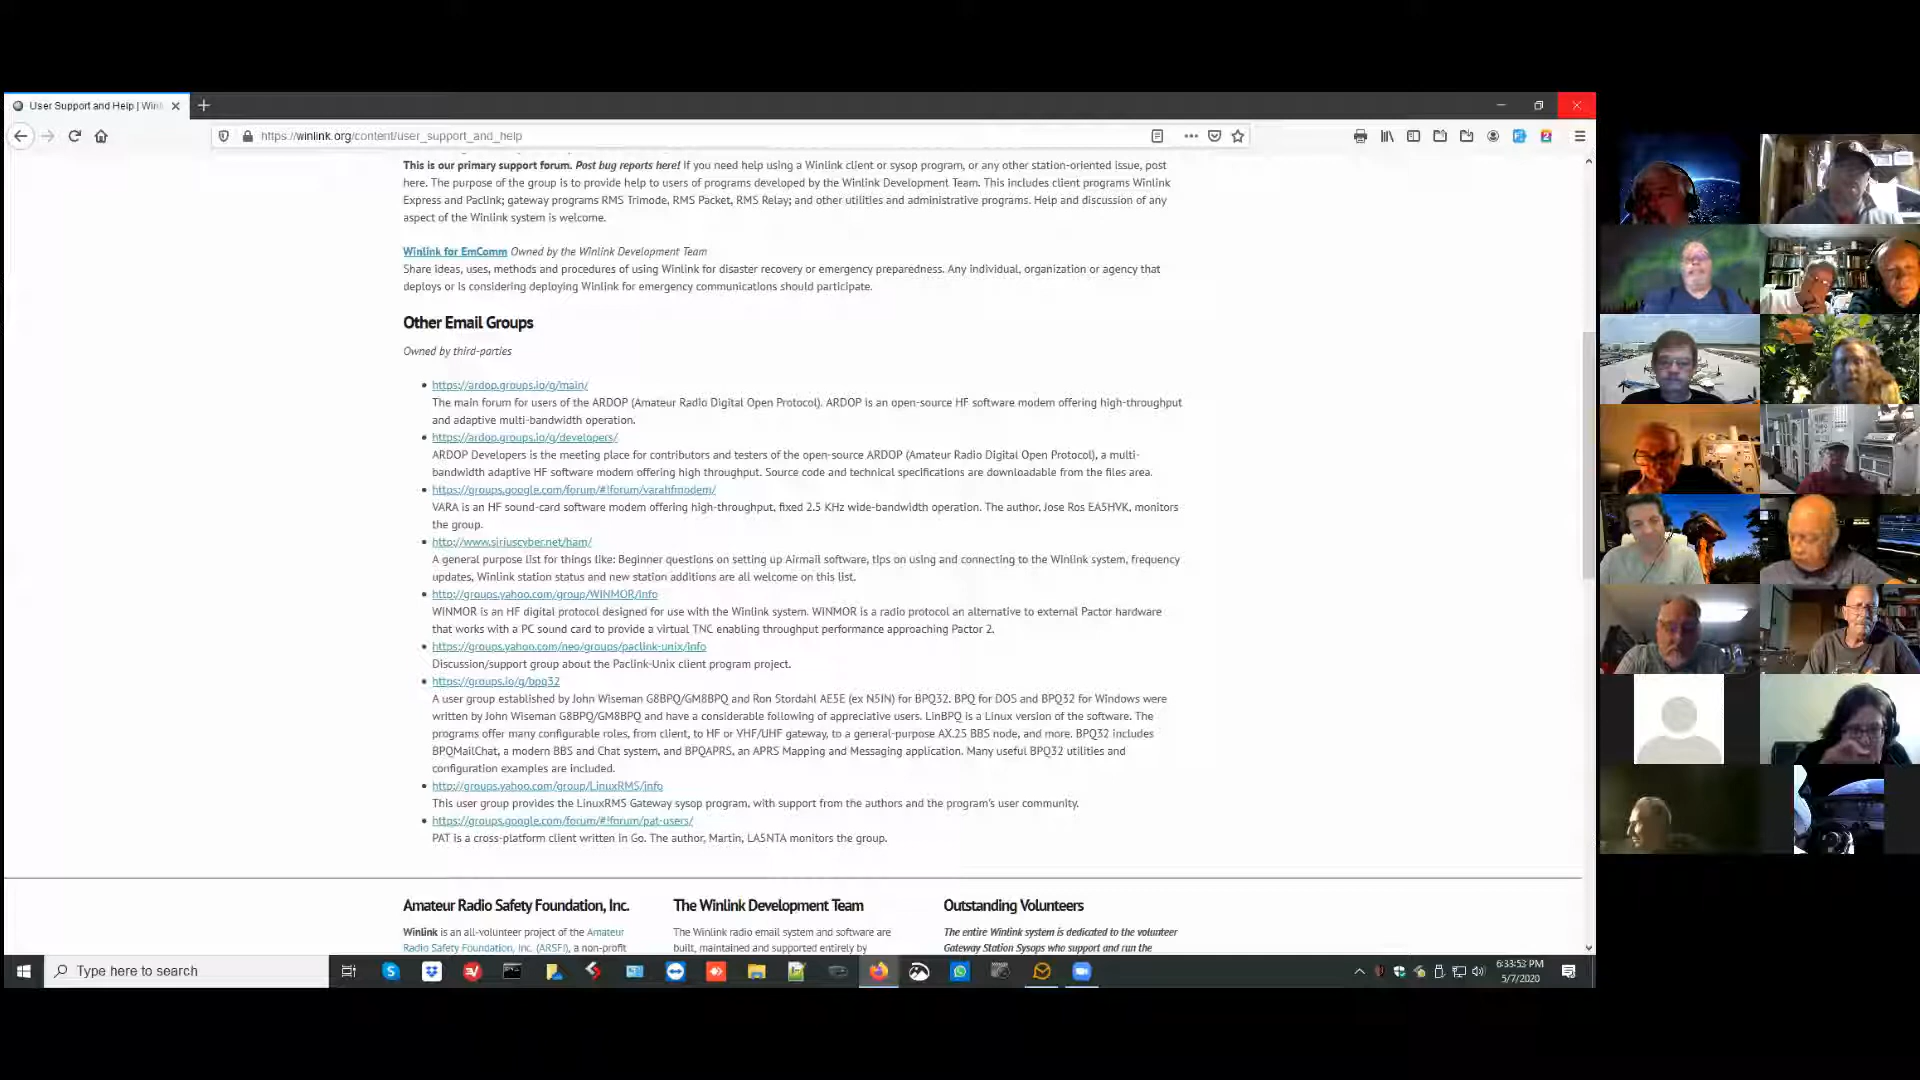 User Support and Help | Winl
https://winlink.org/content/user_support_and_help
This is our primary support forum. Post bug reports here! If you need help using a Winlink client or sysop program, or any other station-oriented issue, post
here. The purpose of the group is to provide help to users of programs developed by the Winlink Development Team. This includes client programs Winlink
Express and Paclink; gateway programs RMS Trimode, RMS Packet, RMS Relay; and other utilities and administrative programs. Help and discussion of any
aspect of the Winlink system is welcome.
Winlink for EmComm Owned by the Winlink Development Team
Share ideas, uses, methods and procedures of using Winlink for disaster recovery or emergency preparedness. Any individual, organization or agency that
deploys or is considering deploying Winlink for emergency communications should participate.
Other Email Groups
Owned by third-parties
https://ardop.groups.io/g/main/
The main forum for users of the ARDOP (Amateur Radio Digital Open Protocol). ARDOP is an open-source HF software modem offering high-throughput
and adaptive multi-bandwidth operation.
https://ardop.groups.io/g/developers/
ARDOP Developers is the meeting place for contributors and testers of the open-source ARDOP (Amateur Radio Digital Open Protocol), a multi-
bandwidth adaptive HF software modem offering high throughput. Source code and technical specifications are downloadable from the files area.
https://groups.google.com/forum/#!forum/varahfmodem/
VARA is an HF sound-card software modem offering high-throughput, fixed 2.5 KHz wide-bandwidth operation. The author, Jose Ros EA5HVK, monitors
the group.
http://www.siriuscyber.net/ham/
A general purpose list for things like: Beginner questions on setting up Airmail software, tips on using and connecting to the Winlink system, frequency
updates, Winlink station status and new station additions are all welcome on this list.
http://groups.yahoo.com/group/WINMOR/info
WINMOR is an HF digital protocol designed for use with the Winlink system. WINMOR is a radio protocol an alternative to external Pactor hardware
that works with a PC sound card to provide a virtual TNC enabling throughput performance approaching Pactor 2.
https://groups.yahoo.com/neo/groups/paclink-unix/info
Discussion/support group about the Paclink-Unix client program project.
https://groups.io/g/bpq32
A user group established by John Wiseman G8BPQ/GM8BPQ and Ron Stordahl AE5E (ex N5IN) for BPQ32. BPQ for DOS and BPQ32 for Windows were
written by John Wiseman G8BPQ/GM8BPQ and have a considerable following of appreciative users. LinBPQ is a Linux version of the software. The
programs offer many configurable roles, from client, to HF or VHF/UHF gateway, to a general-purpose AX.25 BBS node, and more. BPQ32 includes
BPQMailChat, a modern BBS and Chat system, and BPQAPRS, an APRS Mapping and Messaging application. Many useful BPQ32 utilities and
configuration examples are included.
http://groups.yahoo.com/group/LinuxRMS/info
This user group provides the LinuxRMS Gateway sysop program, with support from the authors and the program's user community.
https://groups.google.com/forum/#!forum/pat-users/
PAT is a cross-platform client written in Go. The author, Martin, LA5NTA monitors the group.
Amateur Radio Safety Foundation, Inc.
Winlink is an all-volunteer project of the Amateur
Radio Safety Foundation, Inc. (ARSFI), a non-profit
The Winlink Development Team
The Winlink radio email system and software are
built, maintained and supported entirely by
Outstanding Volunteers
The entire Winlink system is dedicated to the volunteer
Gateway Station Sysops who support and run the
Type here to search
6:33:53 PM
5/7/2020